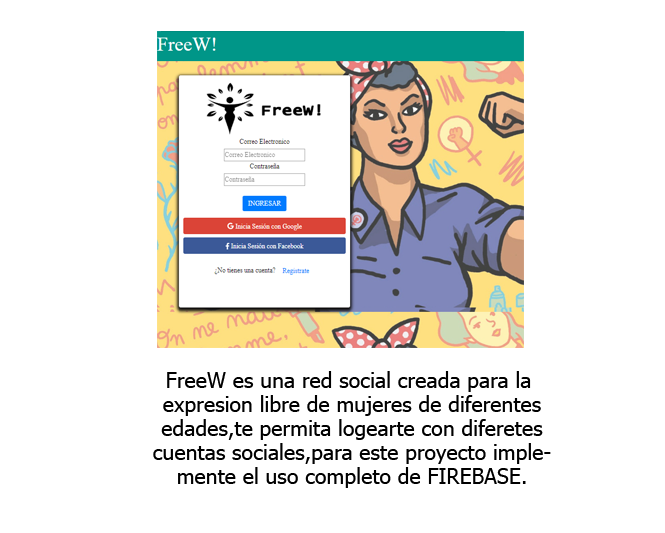 FreeW!
FreeW!
Correo Electronico
Correo Electronico
Contraseña
Contraseña
INGRESAR
G Inicia Sesión con Google
f Inicia Sesión con Facebook
¿No tienes una cuenta? Registrate
FreeW es una red social creada para la
expresion libre de mujeres de diferentes
edades,te permita logearte con diferetes
cuentas sociales,para este proyecto imple-
mente el uso completo de FIREBASE.